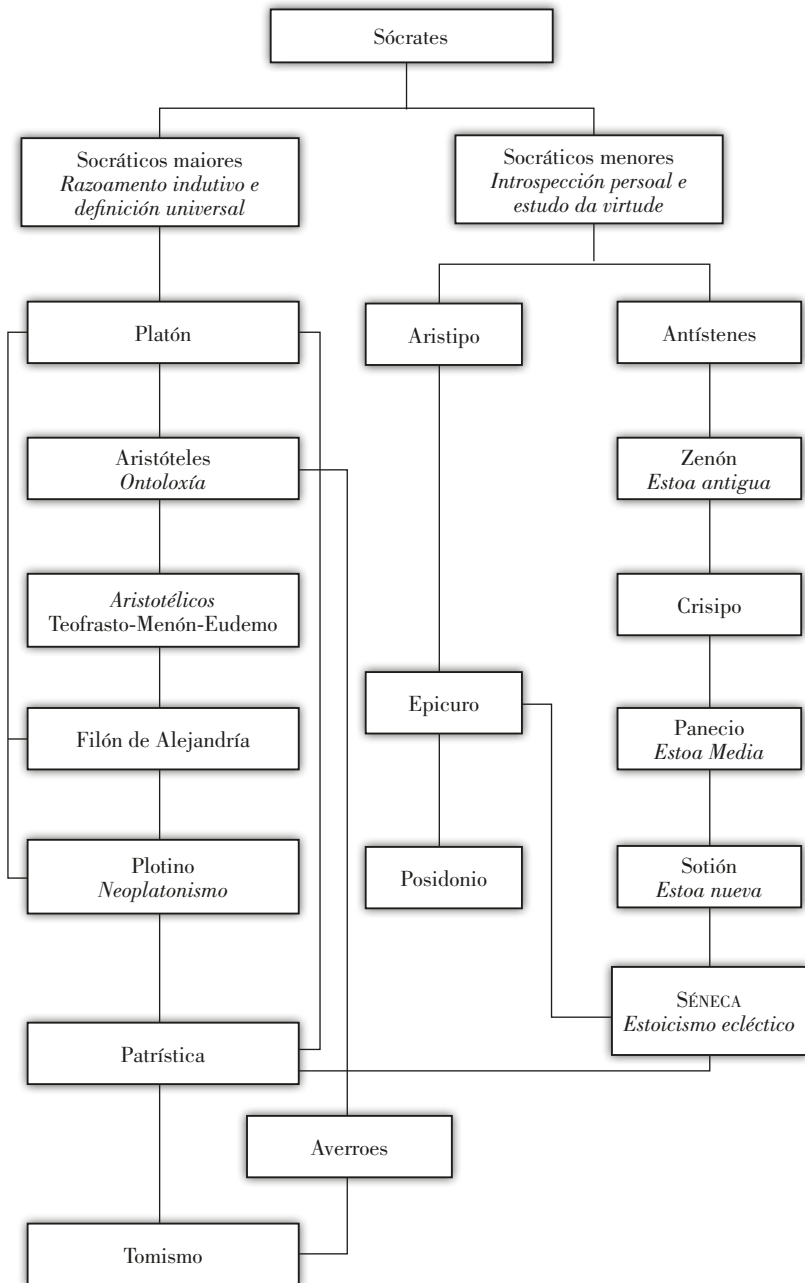 Sócrates
Socráticos maiores
Razoamento indutivo e
definición universal
Socráticos menores
Introspección persoal e
estudo da virtude
Platón
Aristipo
Antístenes
Aristóteles
Ontoloxía
Zenón
Estoa antigua
Aristotélicos
Teofrasto-Menón-Eudemo
Crisipo
Epicuro
Filón de Alejandría
Panecio
Estoa Media
Plotino
Neoplatonismo
Posidonio
Sotión
Estoa nueva
SÉNECA
Estoicismo ecléctico
Patrística
Averroes
Tomismo